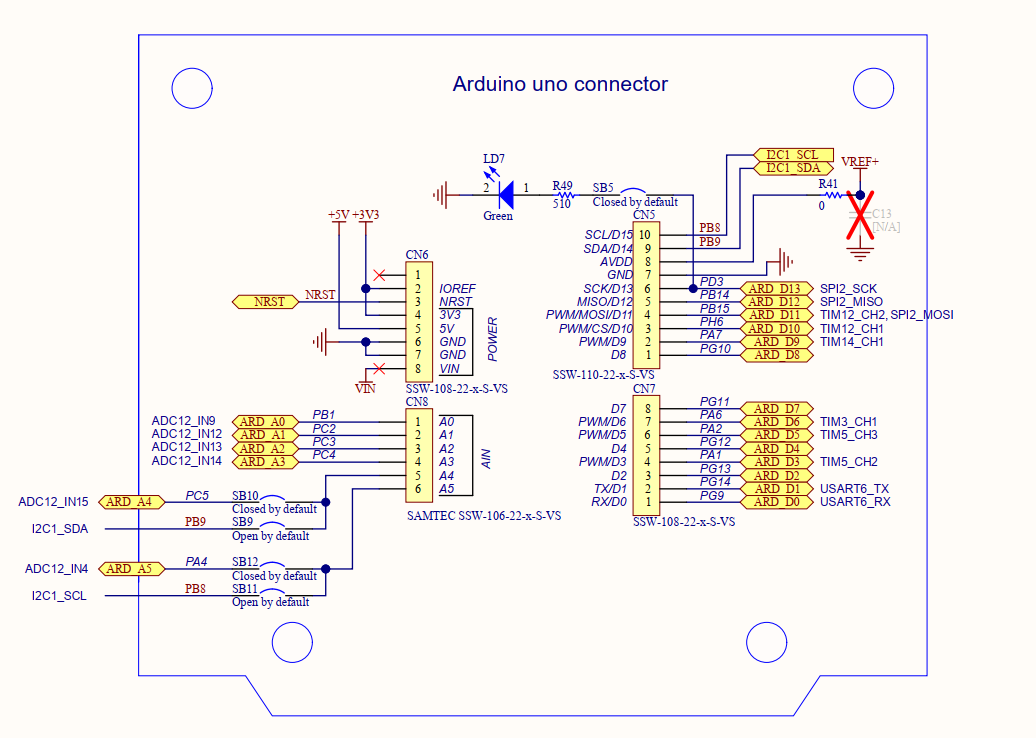 Arduino uno connector
LD7
2
1
Green
R49
510
SB5
Closed by default
I2C1_SCL
I2C1_SDA
VREF+
R41
0
C13
[N/A]
CN5
SCL/D15 10 PB8
SDA/D14 9 PB9
AVDD 8
GND 7
SCK/D13 6 PD3 ARD_D13 SPI2_SCK
MISO/D12 5 PB14 ARD_D12 SPI2_MISO
PWM/MOSI/D11 4 PB15 ARD_D11 TIM12_CH2, SPI2_MOSI
PWM/CS/D10 3 PH6 ARD_D10 TIM12_CH1
PWM/D9 2 PA7 ARD_D9 TIM14_CH1
D8 1 PG10 ARD_D8
SSW-110-22-x-S-VS
+5V +3V3
CN6
1
2 IOREF
NRST NRST 3 NRST
4 3V3
5 5V
6 GND
7 GND
8 VIN
POWER
VIN
SSW-108-22-x-S-VS
CN8
ADC12_IN9 ARD_A0 PB1 1 A0
ADC12_IN12 ARD_A1 PC2 2 A1
ADC12_IN13 ARD_A2 PC3 3 A2
ADC12_IN14 ARD_A3 PC4 4 A3
5 A4
6 A5
AIN
SAMTEC SSW-106-22-x-S-VS
CN7
D7 8 PG11 ARD_D7
PWM/D6 7 PA6 ARD_D6 TIM3_CH1
PWM/D5 6 PA2 ARD_D5 TIM5_CH3
D4 5 PG12 ARD_D4
PWM/D3 4 PA1 ARD_D3 TIM5_CH2
D2 3 PG13 ARD_D2
TX/D1 2 PG14 ARD_D1 USART6_TX
RX/D0 1 PG9 ARD_D0 USART6_RX
SSW-108-22-x-S-VS
ADC12_IN15 ARD_A4 PC5 SB10
Closed by default
I2C1_SDA PB9 SB9
Open by default
ADC12_IN4 ARD_A5 PA4 SB12
Closed by default
I2C1_SCL PB8 SB11
Open by default